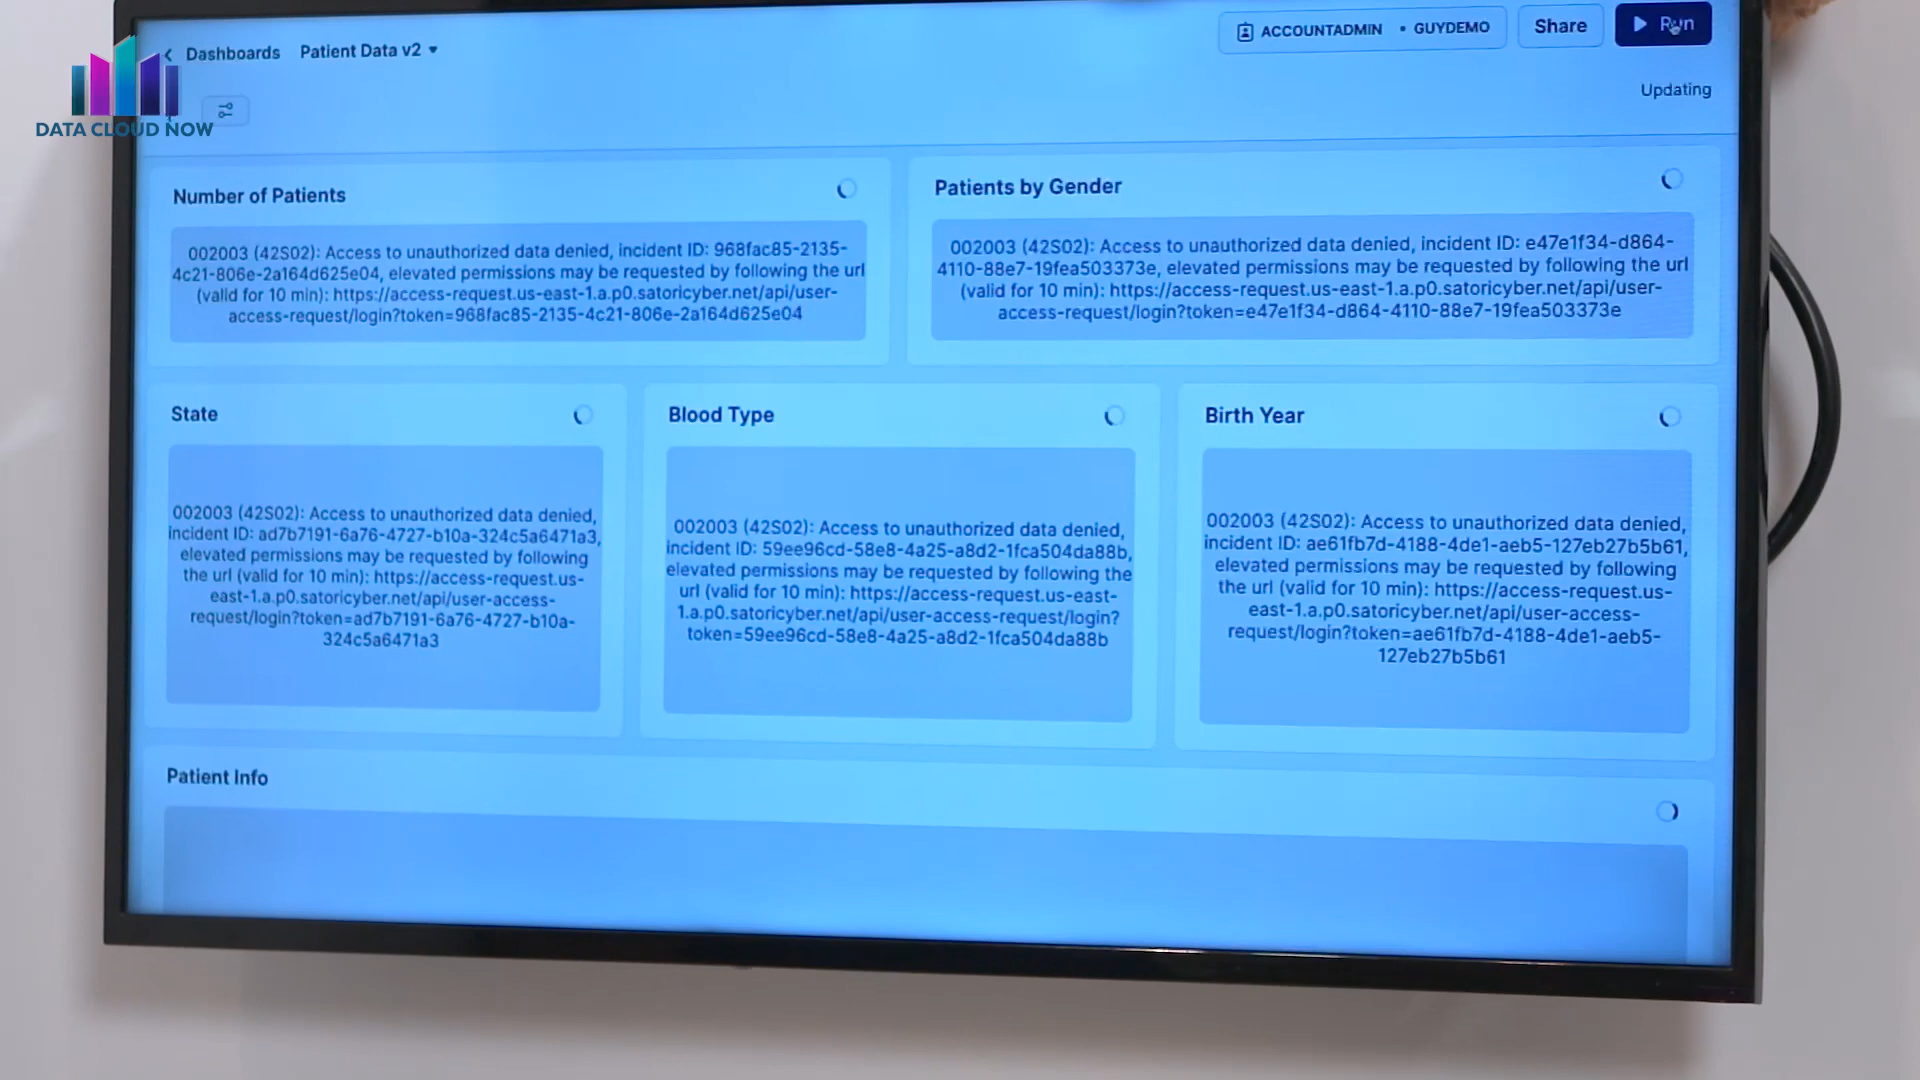 Dashboards Patient Data v2
ACCOUNTADMIN • GUYDEMO
Share
Run
DATA CLOUD NOW
Updating
Number of Patients
002003 (42S02): Access to unauthorized data denied, incident ID: 968fac85-2135-
4c21-806e-2a164d625e04, elevated permissions may be requested by following the url
(valid for 10 min): https://access-request.us-east-1.a.p0.satoricyber.net/api/user-
access-request/login?token=968fac85-2135-4c21-806e-2a164d625e04
Patients by Gender
002003 (42S02): Access to unauthorized data denied, incident ID: e47e1f34-d864-
4110-88e7-19fea503373e, elevated permissions may be requested by following the url
(valid for 10 min): https://access-request.us-east-1.a.p0.satoricyber.net/api/user-
access-request/login?token=e47e1f34-d864-4110-88e7-19fea503373e
State
002003 (42S02): Access to unauthorized data denied,
incident ID: ad7b7191-6a76-4727-b10a-324c5a6471a3,
elevated permissions may be requested by following
the url (valid for 10 min): https://access-request.us-
east-1.a.p0.satoricyber.net/api/user-access-
request/login?token=ad7b7191-6a76-4727-b10a-
324c5a6471a3
Blood Type
002003 (42S02): Access to unauthorized data denied,
incident ID: 59ee96cd-58e8-4a25-a8d2-1fca504da88b,
elevated permissions may be requested by following the
url (valid for 10 min): https://access-request.us-east-
1.a.p0.satoricyber.net/api/user-access-request/login?
token=59ee96cd-58e8-4a25-a8d2-1fca504da88b
Birth Year
002003 (42S02): Access to unauthorized data denied,
incident ID: ae61fb7d-4188-4de1-aeb5-127eb27b5b61,
elevated permissions may be requested by following
the url (valid for 10 min): https://access-request.us-
east-1.a.p0.satoricyber.net/api/user-access-
request/login?token=ae61fb7d-4188-4de1-aeb5-
127eb27b5b61
Patient Info